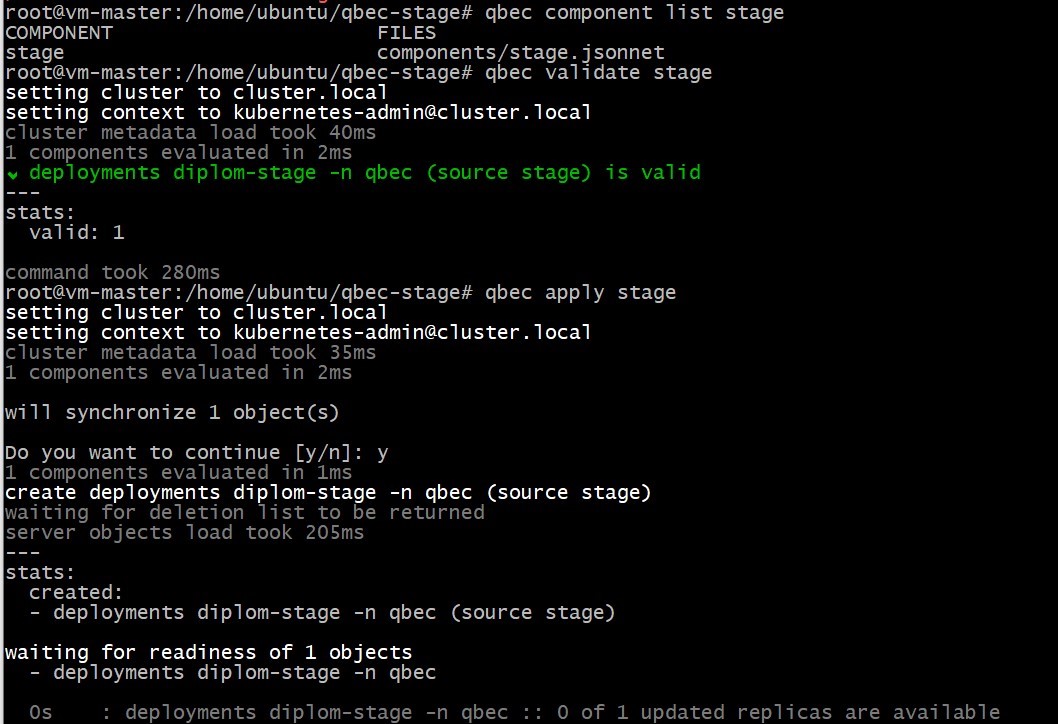 root@vm-master:/home/ubuntu/qbec-stage# qbec component list stage
COMPONENT                      FILES
stage                          components/stage.jsonnet
root@vm-master:/home/ubuntu/qbec-stage# qbec validate stage
setting cluster to cluster.local
setting context to kubernetes-admin@cluster.local
cluster metadata load took 40ms
1 components evaluated in 2ms
✔ deployments diplom-stage -n qbec (source stage) is valid
---
stats:
  valid: 1

command took 280ms
root@vm-master:/home/ubuntu/qbec-stage# qbec apply stage
setting cluster to cluster.local
setting context to kubernetes-admin@cluster.local
cluster metadata load took 35ms
1 components evaluated in 2ms

will synchronize 1 object(s)

Do you want to continue [y/n]: y
1 components evaluated in 1ms
create deployments diplom-stage -n qbec (source stage)
waiting for deletion list to be returned
server objects load took 205ms
---
stats:
  created:
  - deployments diplom-stage -n qbec (source stage)

waiting for readiness of 1 objects
  - deployments diplom-stage -n qbec

  0s    : deployments diplom-stage -n qbec :: 0 of 1 updated replicas are available